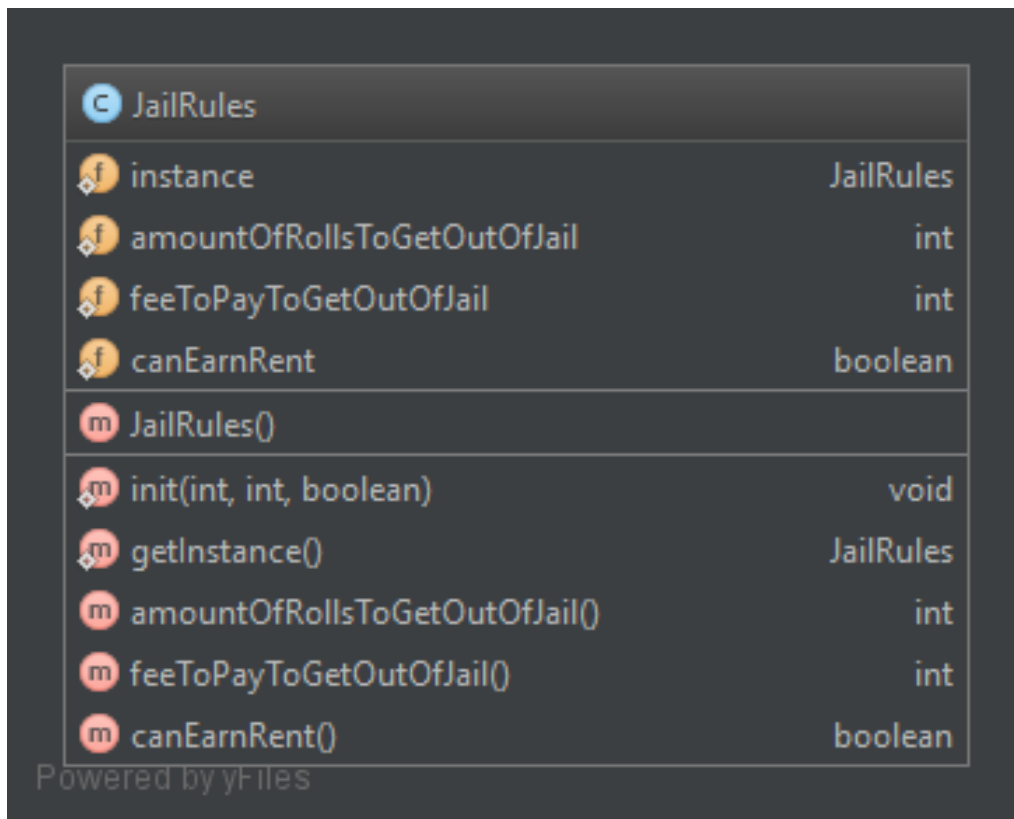 C JailRules
f instance JailRules
f amountOfRollsToGetOutOfJail int
f feeToPayToGetOutOfJail int
f canEarnRent boolean
m JailRules()
m init(int, int, boolean) void
m getInstance() JailRules
m amountOfRollsToGetOutOfJail() int
m feeToPayToGetOutOfJail() int
m canEarnRent() boolean
Powered by yFiles